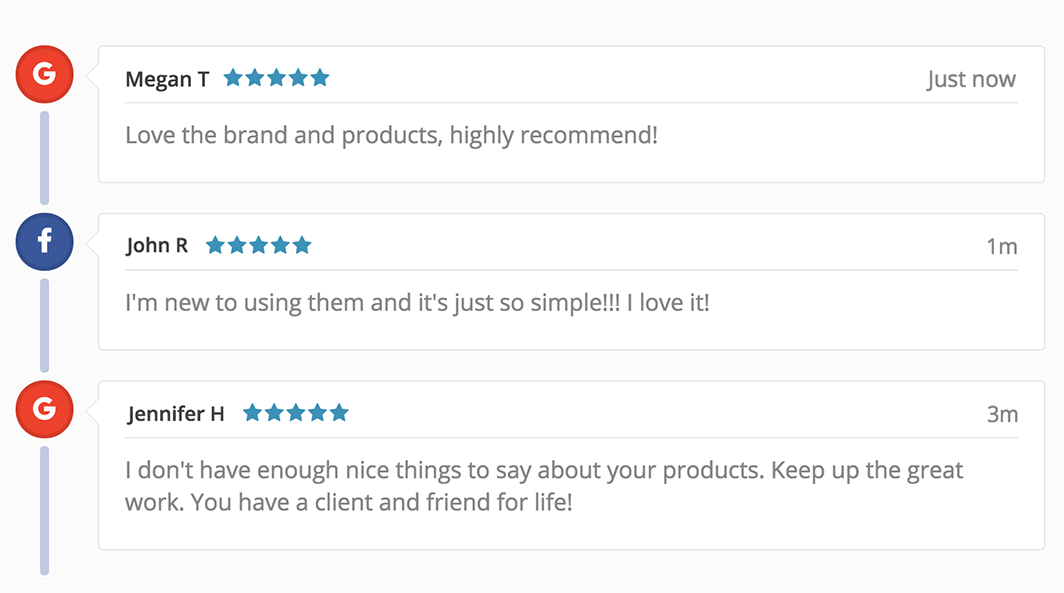 G
Megan T
Just now
Love the brand and products, highly recommend!
f
John R
1m
I'm new to using them and it's just so simple!!! I love it!
G
Jennifer H
3m
I don't have enough nice things to say about your products. Keep up the great
work. You have a client and friend for life!